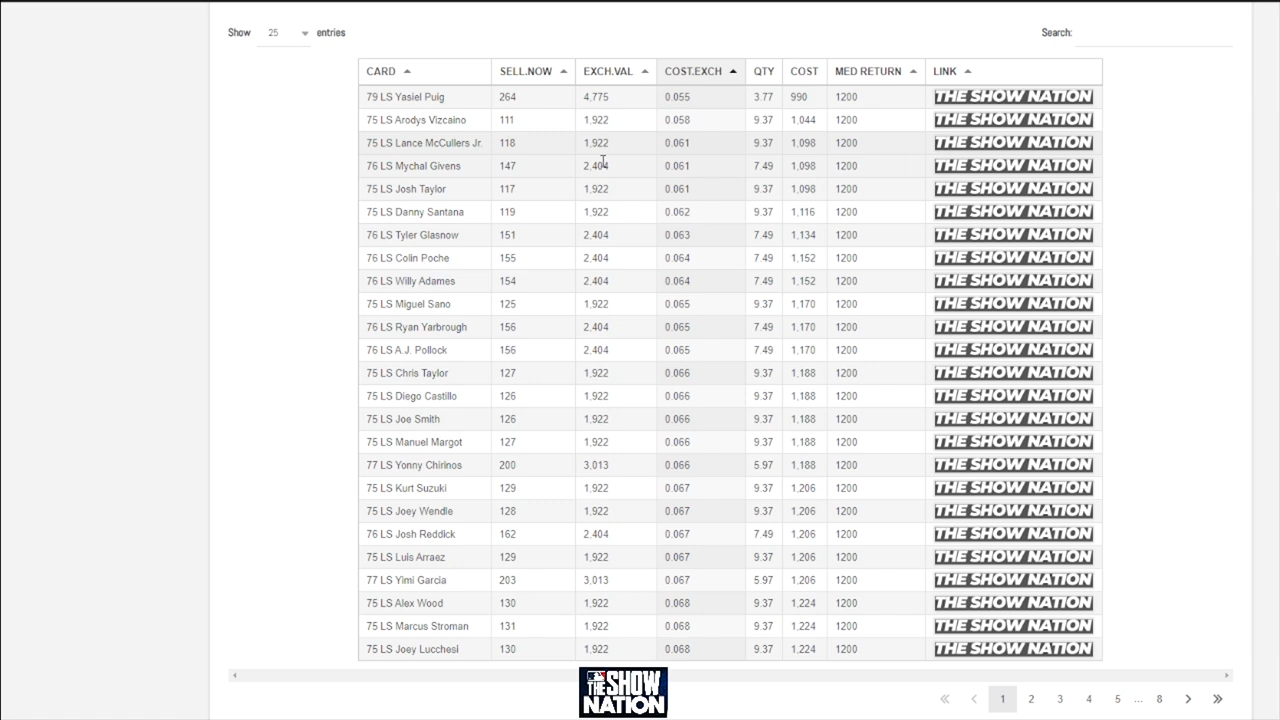 Show 25 entries Search:
CARD SELL.NOW EXCH.VAL COST.EXCH QTY COST MED RETURN LINK
79 LS Yasiel Puig 264 4,775 0.055 3.77 990 1200 THE SHOW NATION
75 LS Arodys Vizcaino 111 1,922 0.058 9.37 1,044 1200 THE SHOW NATION
75 LS Lance McCullers Jr. 118 1,922 0.061 9.37 1,098 1200 THE SHOW NATION
76 LS Mychal Givens 147 2,404 0.061 7.49 1,098 1200 THE SHOW NATION
75 LS Josh Taylor 117 1,922 0.061 9.37 1,098 1200 THE SHOW NATION
75 LS Danny Santana 119 1,922 0.062 9.37 1,116 1200 THE SHOW NATION
76 LS Tyler Glasnow 151 2,404 0.063 7.49 1,134 1200 THE SHOW NATION
76 LS Colin Poche 155 2,404 0.064 7.49 1,152 1200 THE SHOW NATION
76 LS Willy Adames 154 2,404 0.064 7.49 1,152 1200 THE SHOW NATION
75 LS Miguel Sano 125 1,922 0.065 9.37 1,170 1200 THE SHOW NATION
76 LS Ryan Yarbrough 156 2,404 0.065 7.49 1,170 1200 THE SHOW NATION
76 LS A.J. Pollock 156 2,404 0.065 7.49 1,170 1200 THE SHOW NATION
75 LS Chris Taylor 127 1,922 0.066 9.37 1,188 1200 THE SHOW NATION
75 LS Diego Castillo 126 1,922 0.066 9.37 1,188 1200 THE SHOW NATION
75 LS Joe Smith 126 1,922 0.066 9.37 1,188 1200 THE SHOW NATION
75 LS Manuel Margot 127 1,922 0.066 9.37 1,188 1200 THE SHOW NATION
77 LS Yonny Chirinos 200 3,013 0.066 5.97 1,188 1200 THE SHOW NATION
75 LS Kurt Suzuki 129 1,922 0.067 9.37 1,206 1200 THE SHOW NATION
75 LS Joey Wendle 128 1,922 0.067 9.37 1,206 1200 THE SHOW NATION
76 LS Josh Reddick 162 2,404 0.067 7.49 1,206 1200 THE SHOW NATION
75 LS Luis Arraez 129 1,922 0.067 9.37 1,206 1200 THE SHOW NATION
77 LS Yimi Garcia 203 3,013 0.067 5.97 1,206 1200 THE SHOW NATION
75 LS Alex Wood 130 1,922 0.068 9.37 1,224 1200 THE SHOW NATION
75 LS Marcus Stroman 131 1,922 0.068 9.37 1,224 1200 THE SHOW NATION
75 LS Joey Lucchesi 130 1,922 0.068 9.37 1,224 1200 THE SHOW NATION
THE SHOW
NATION
1 2 3 4 5 ... 8